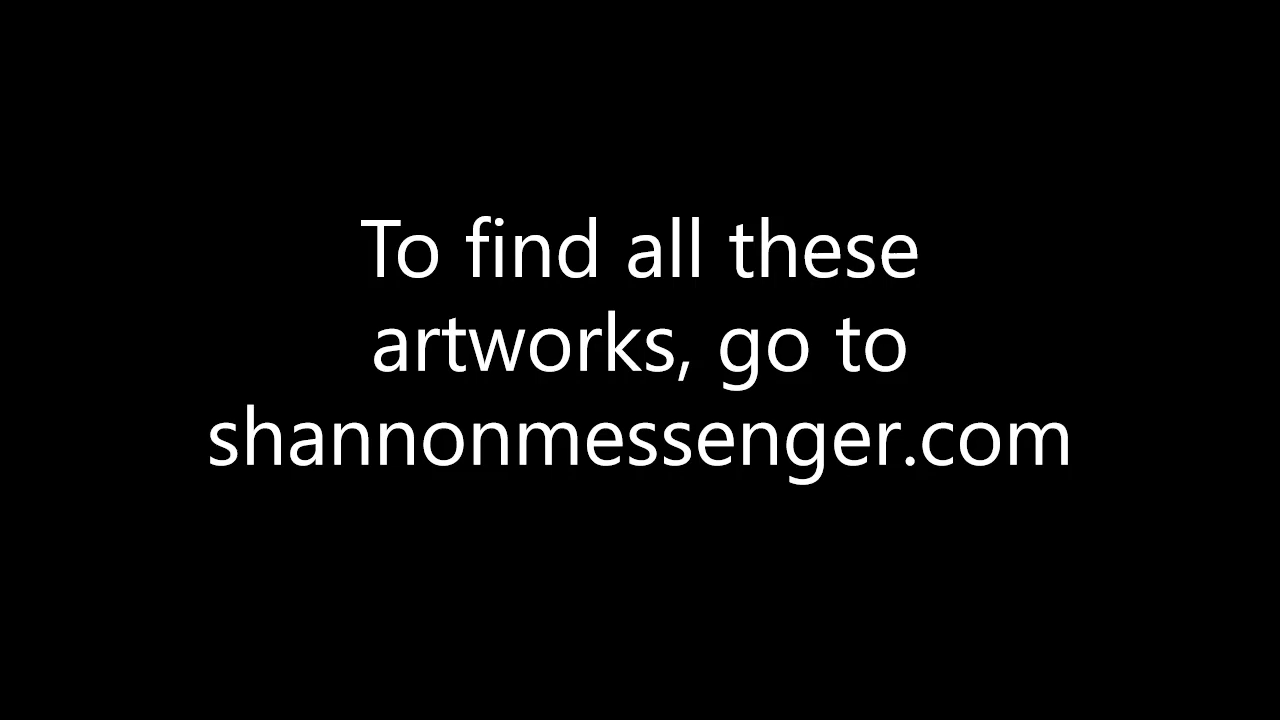 To find all these
artworks, go to
shannonmessenger.com